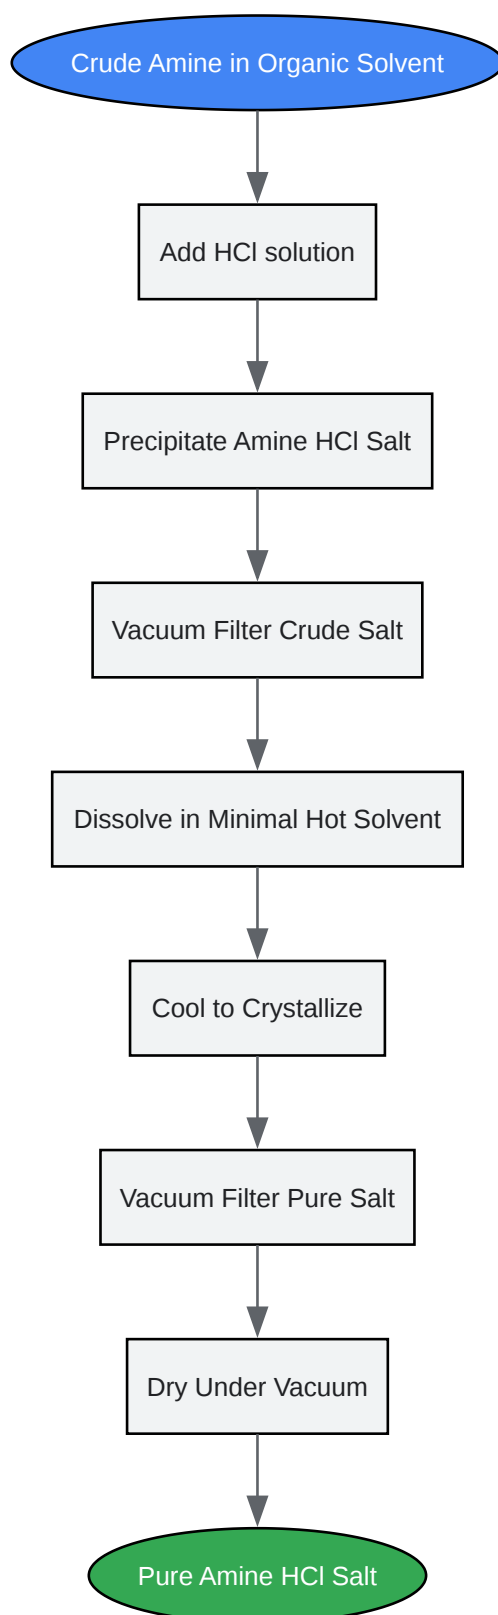 Crude Amine in Organic Solvent
Add HCl solution
Precipitate Amine HCl Salt
Vacuum Filter Crude Salt
Dissolve in Minimal Hot Solvent
Cool to Crystallize
Vacuum Filter Pure Salt
Dry Under Vacuum
Pure Amine HCl Salt